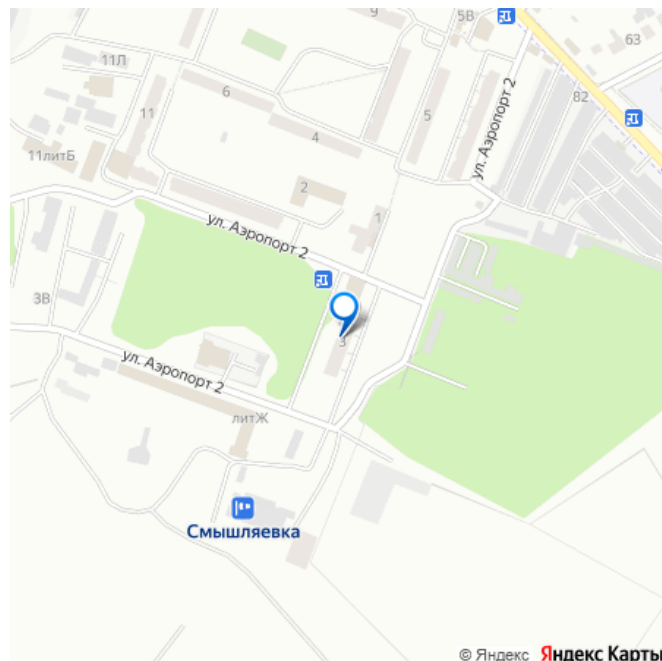 9
5В
63
11Л
82
6
11
4
5
ул. Аэропорт 2
11литБ
2
1
ул. Аэропорт 2
3В
3
ул. Аэропорт 2
литЖ
Смышляевка
© Яндекс Яндекс Карты